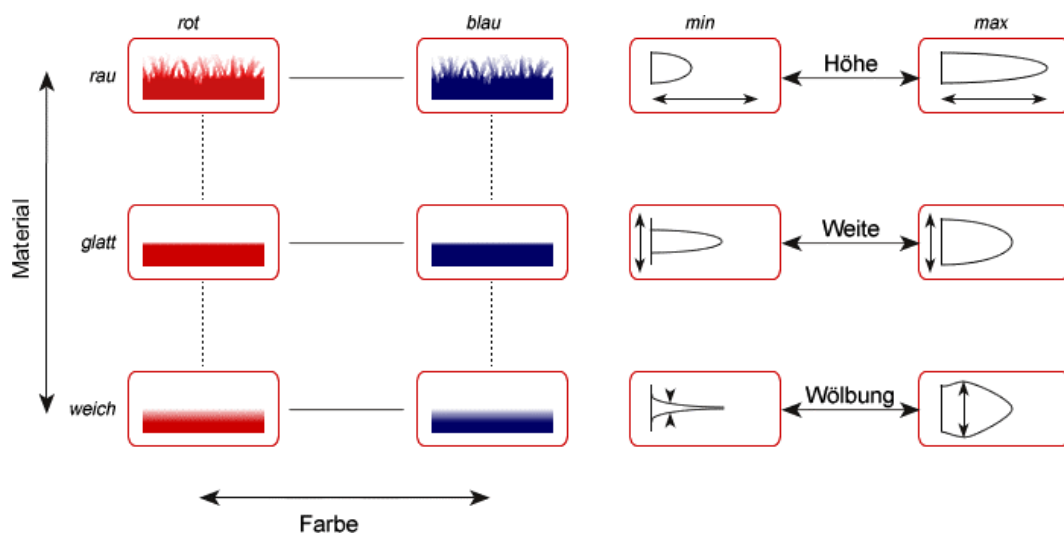 rot
blau
min
max
rau
Höhe
Material
glatt
Weite
weich
Wölbung
Farbe